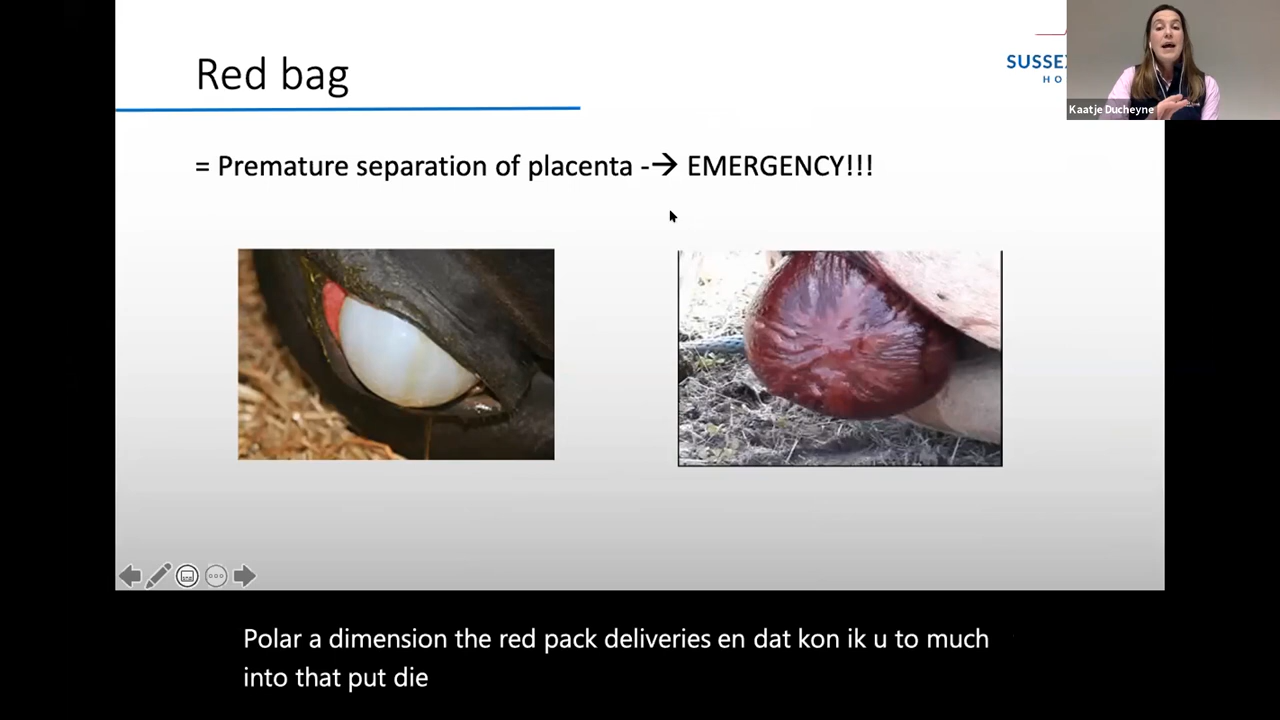 Red bag
SUSSE
HO
Kaatje Ducheyne
= Premature separation of placenta -→ EMERGENCY!!!
Polar a dimension the red pack deliveries en dat kon ik u to much
into that put die